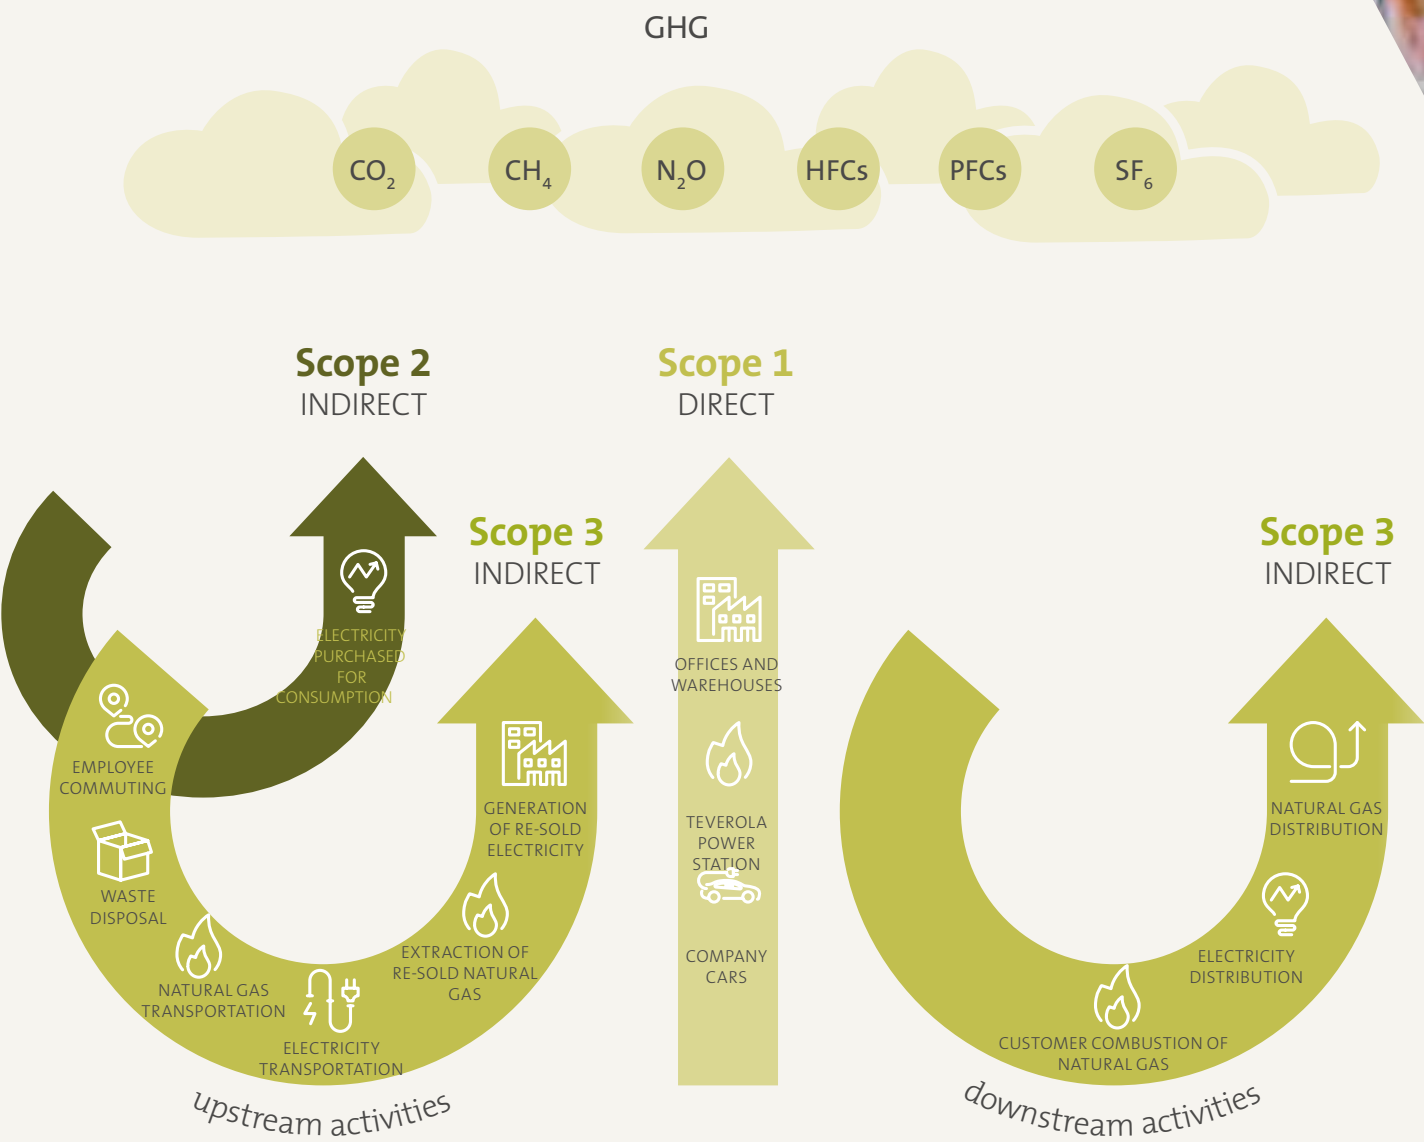 GHG
CO₂
CH₄
N₂O
HFCs
PFCs
SF₆
Scope 2
INDIRECT
ELECTRICITY
PURCHASED
FOR
CONSUMPTION
Scope 3
INDIRECT
EMPLOYEE
COMMUTING
WASTE
DISPOSAL
NATURAL GAS
TRANSPORTATION
ELECTRICITY
TRANSPORTATION
EXTRACTION OF
RE-SOLD NATURAL
GAS
GENERATION
OF RE-SOLD
ELECTRICITY
upstream activities
Scope 1
DIRECT
OFFICES AND
WAREHOUSES
TEVEROLA
POWER
STATION
COMPANY
CARS
Scope 3
INDIRECT
NATURAL GAS
DISTRIBUTION
ELECTRICITY
DISTRIBUTION
CUSTOMER COMBUSTION OF
NATURAL GAS
downstream activities